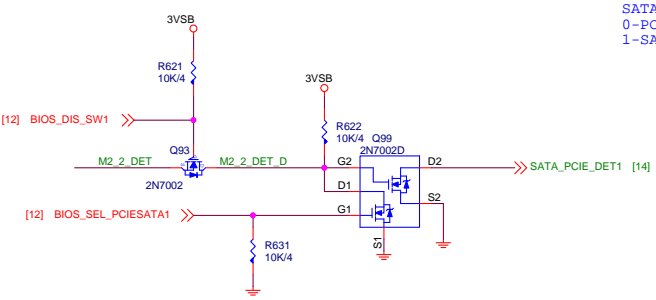 SATA
0-PC
1-SA
3VSB
R621
10K/4
3VSB
[12] BIOS_DIS_SW1
R622
10K/4
Q93
Q99
2N7002D
M2_2_DET
M2_2_DET_D
G2
D2
SATA_PCIE_DET1 [14]
2N7002
D1
S2
[12] BIOS_SEL_PCIESATA1
G1
S1
R631
10K/4